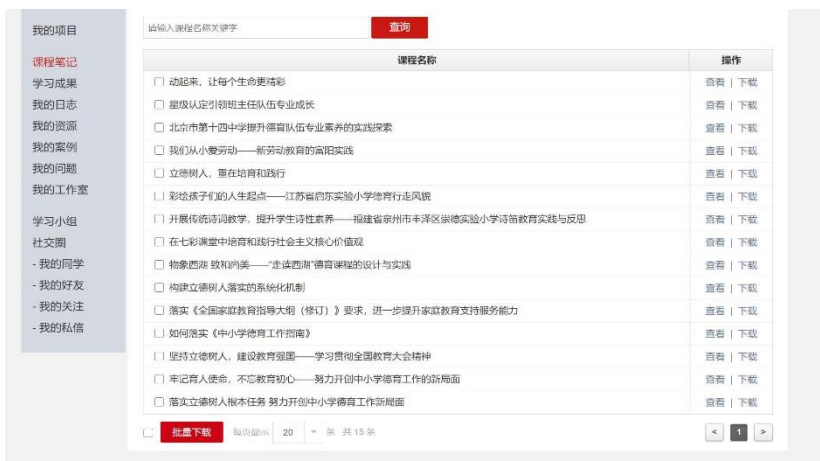 我的项目
课程笔记
学习成果
我的日志
我的资源
我的案例
我的问题
我的工作室
学习小组
社交圈
- 我的同学
- 我的好友
- 我的关注
- 我的私信
请输入课程名称关键字 查询
课程名称 操作
动起来，让每个生命更精彩 查看 | 下载
星级认定引领班主任队伍专业成长 查看 | 下载
北京市第十四中学提升德育队伍专业素养的实践探索 查看 | 下载
我们从小爱劳动——新劳动教育的富阳实践 查看 | 下载
立德树人，重在培育和践行 查看 | 下载
彩绘孩子们的人生起点——江苏省启东实验小学德育行走风貌 查看 | 下载
开展传统诗词教学，提升学生诗性素养——福建省泉州市丰泽区崇德实验小学诗笛教育实践与反思 查看 | 下载
在七彩课堂中培育和践行社会主义核心价值观 查看 | 下载
物象西湖 致和尚美——“走读西湖”德育课程的设计与实践 查看 | 下载
构建立德树人落实的系统化机制 查看 | 下载
落实《全国家庭教育指导大纲（修订）》要求，进一步提升家庭教育支持服务能力 查看 | 下载
如何落实《中小学德育工作指南》 查看 | 下载
坚持立德树人，建设教育强国——学习贯彻全国教育大会精神 查看 | 下载
牢记育人使命，不忘教育初心——努力开创中小学德育工作的新局面 查看 | 下载
落实立德树人根本任务 努力开创中小学德育工作新局面 查看 | 下载
批量下载 每页显示 20 条 共 15 条 < 1 >